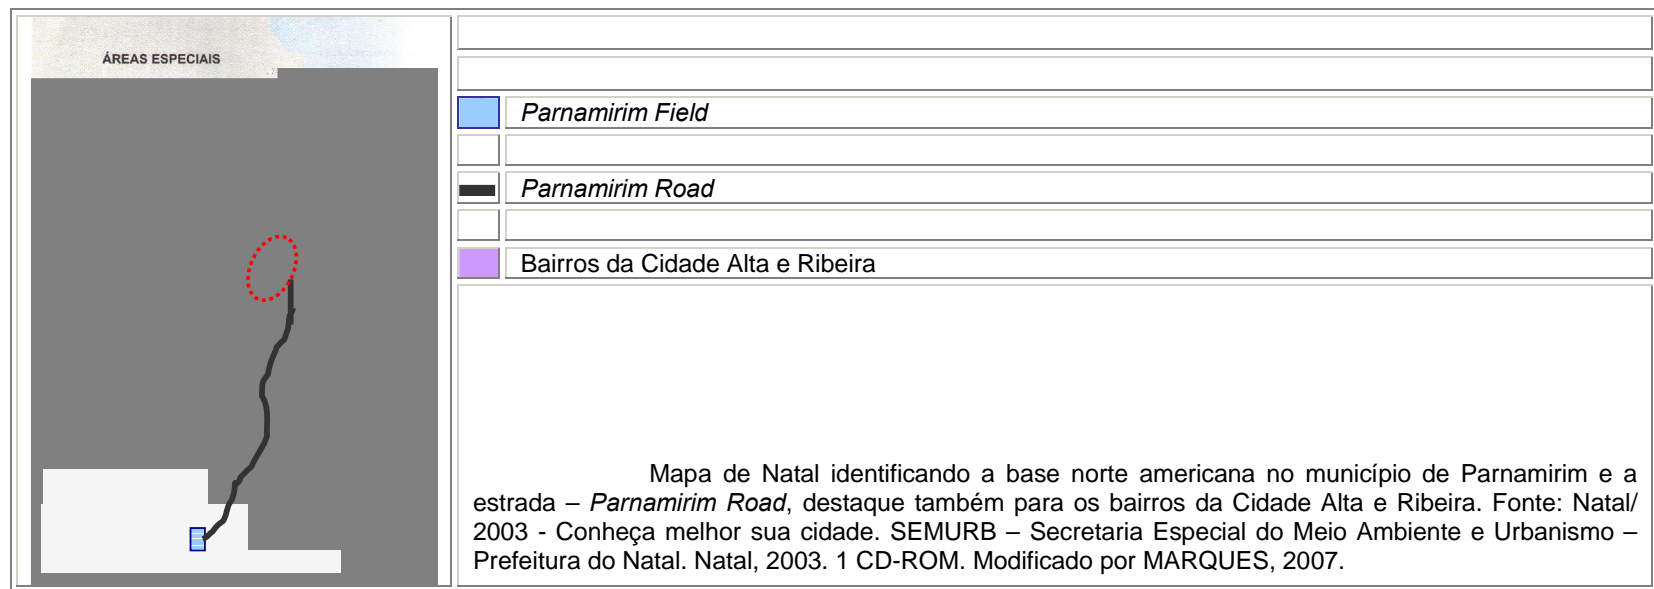 ÁREAS ESPECIAIS
Parnamirim Field
Parnamirim Road
Bairros da Cidade Alta e Ribeira
Mapa de Natal identificando a base norte americana no município de Parnamirim e a
estrada – Parnamirim Road, destaque também para os bairros da Cidade Alta e Ribeira. Fonte: Natal/
2003 - Conheça melhor sua cidade. SEMURB – Secretaria Especial do Meio Ambiente e Urbanismo –
Prefeitura do Natal. Natal, 2003. 1 CD-ROM. Modificado por MARQUES, 2007.